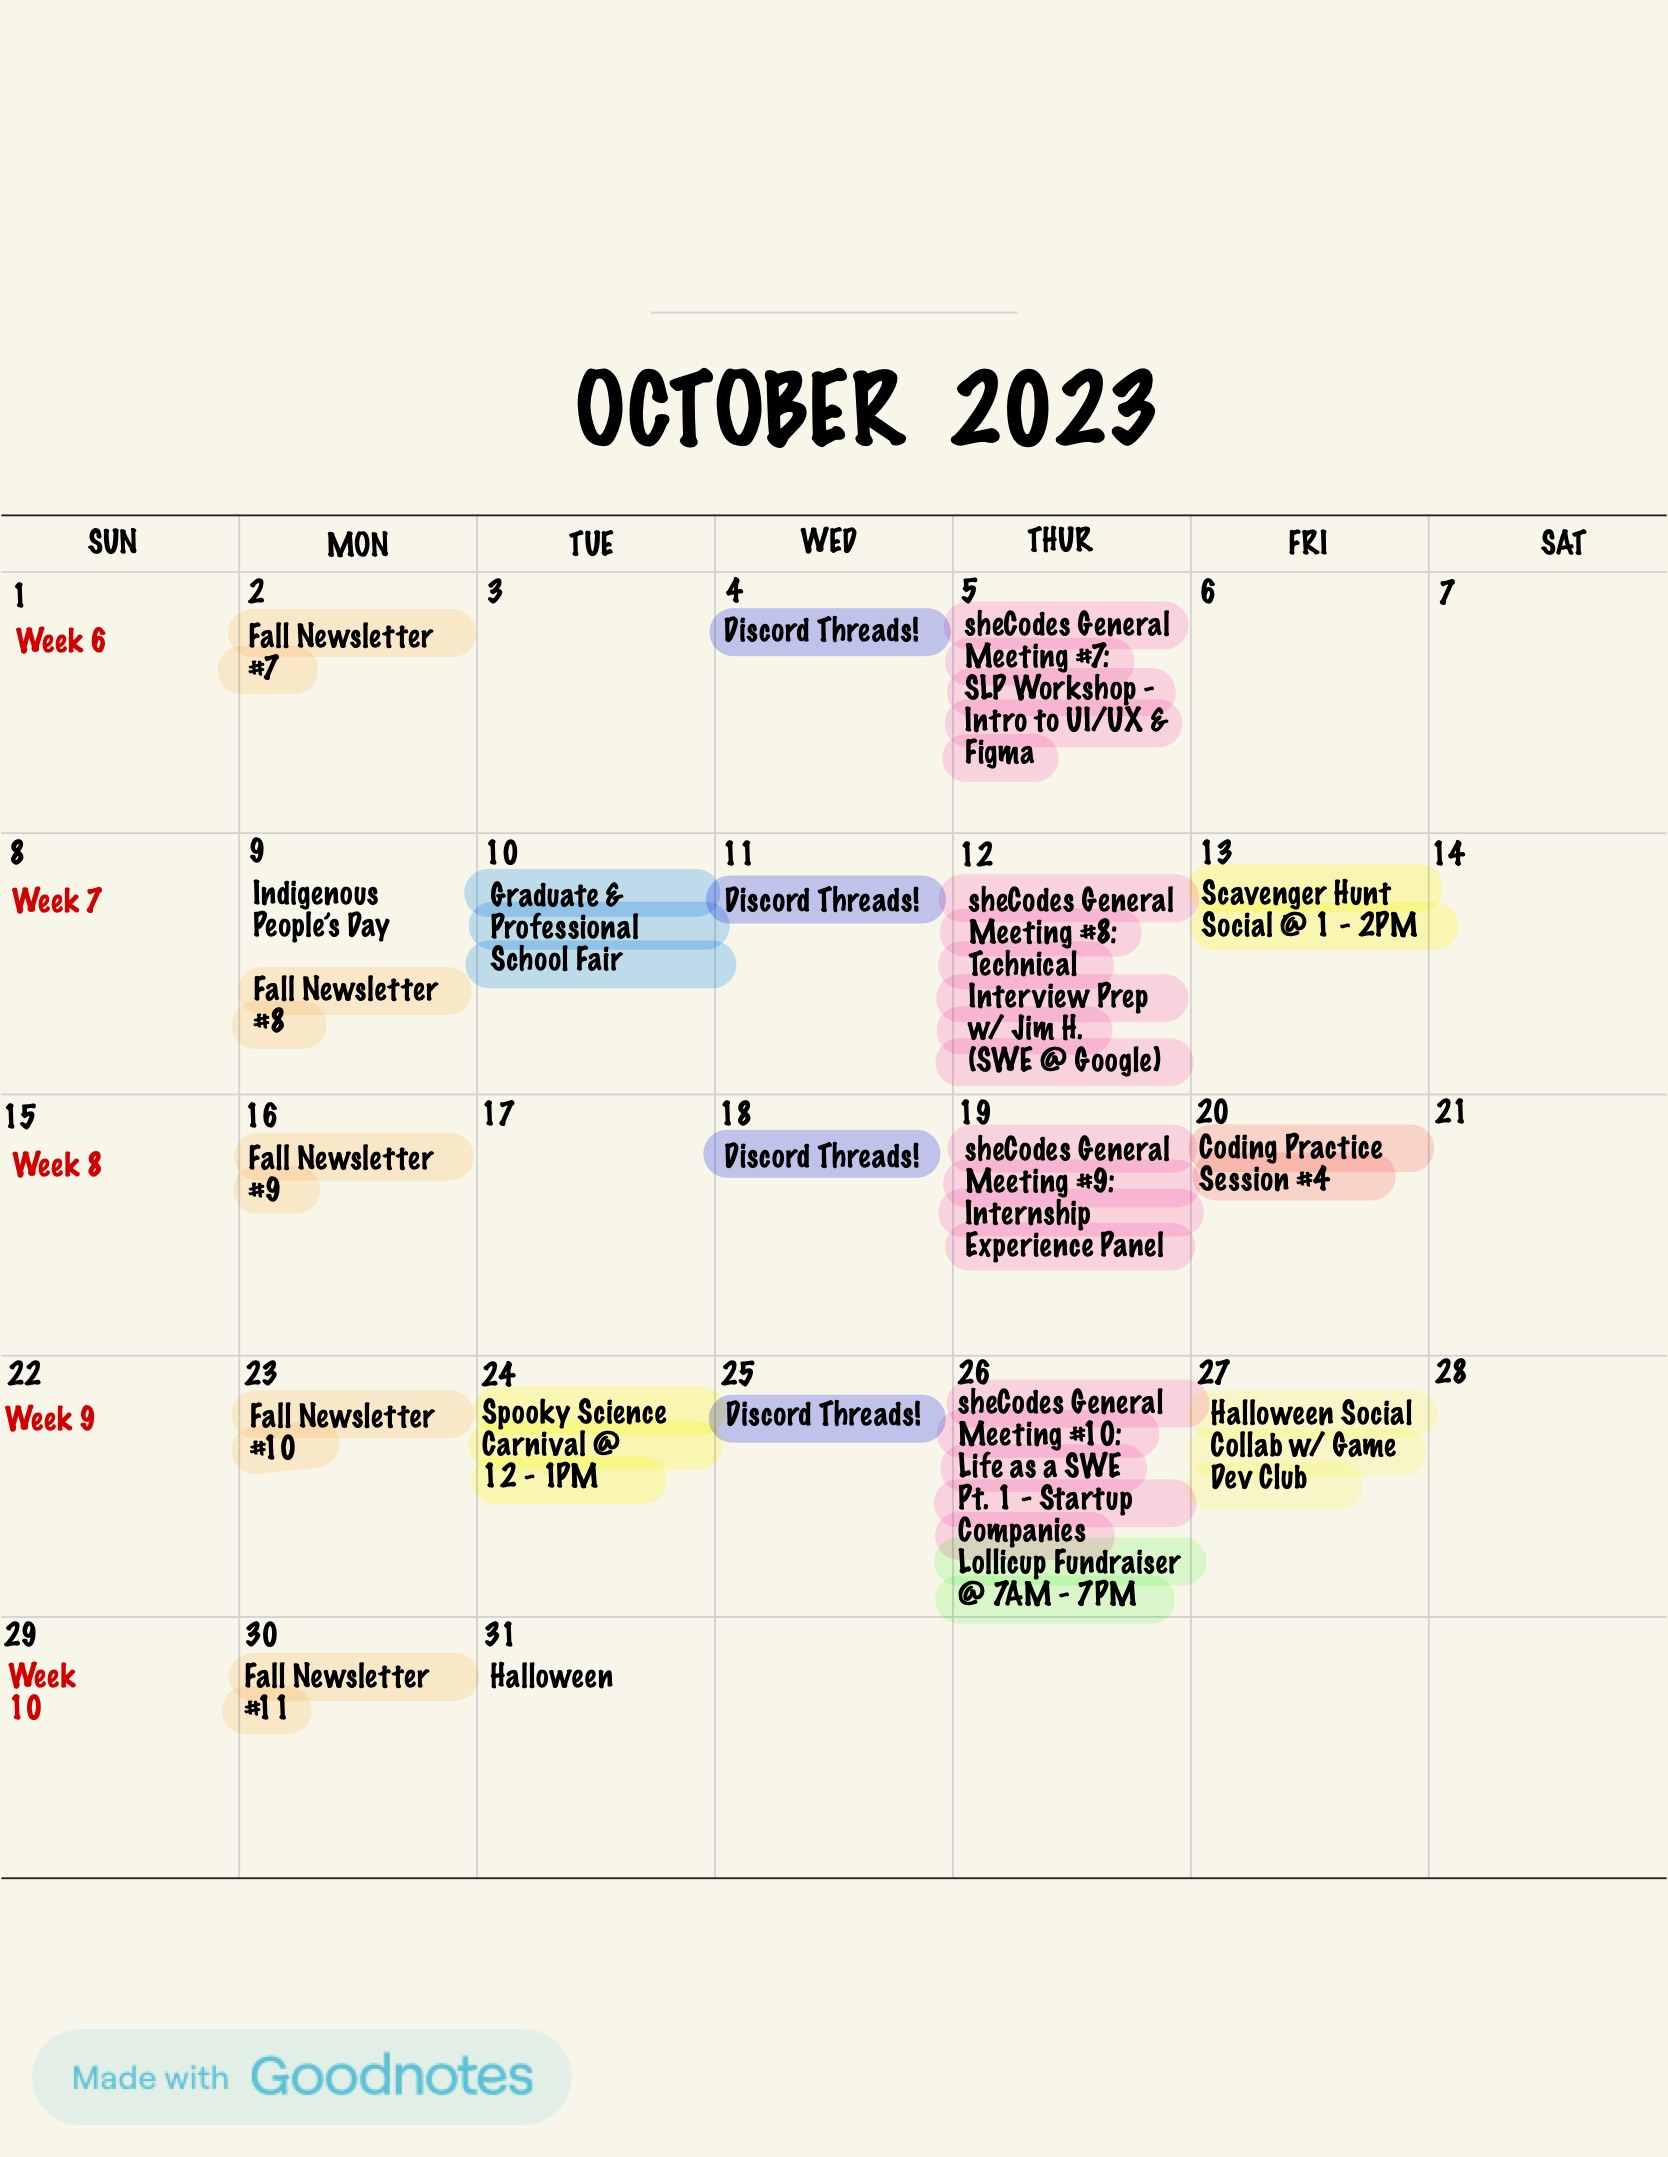 OCTOBER 2023
SUN
MON
TUE
WED
THUR
FRI
SAT
1
Week 6
2
Fall Newsletter
#7
3
4
Discord Threads!
5
sheCodes General
Meeting #7:
SLP Workshop -
Intro to UI/UX &
Figma
6
7
8
Week 7
9
Indigenous
People's Day
Fall Newsletter
#8
10
Graduate &
Professional
School Fair
11
Discord Threads!
12
sheCodes General
Meeting #8:
Technical
Interview Prep
w/ Jim H.
(SWE @ Google)
13
Scavenger Hunt
Social @ 1 - 2PM
14
15
Week 8
16
Fall Newsletter
#9
17
18
Discord Threads!
19
sheCodes General
Meeting #9:
Internship
Experience Panel
20
Coding Practice
Session #4
21
22
Week 9
23
Fall Newsletter
#10
24
Spooky Science
Carnival @
12 - 1PM
25
Discord Threads!
26
sheCodes General
Meeting #10:
Life as a SWE
Pt. 1 - Startup
Companies
Lollicup Fundraiser
@ 7AM - 7PM
27
Halloween Social
Collab w/ Game
Dev Club
28
29
Week
10
30
Fall Newsletter
#11
31
Halloween
Made with Goodnotes